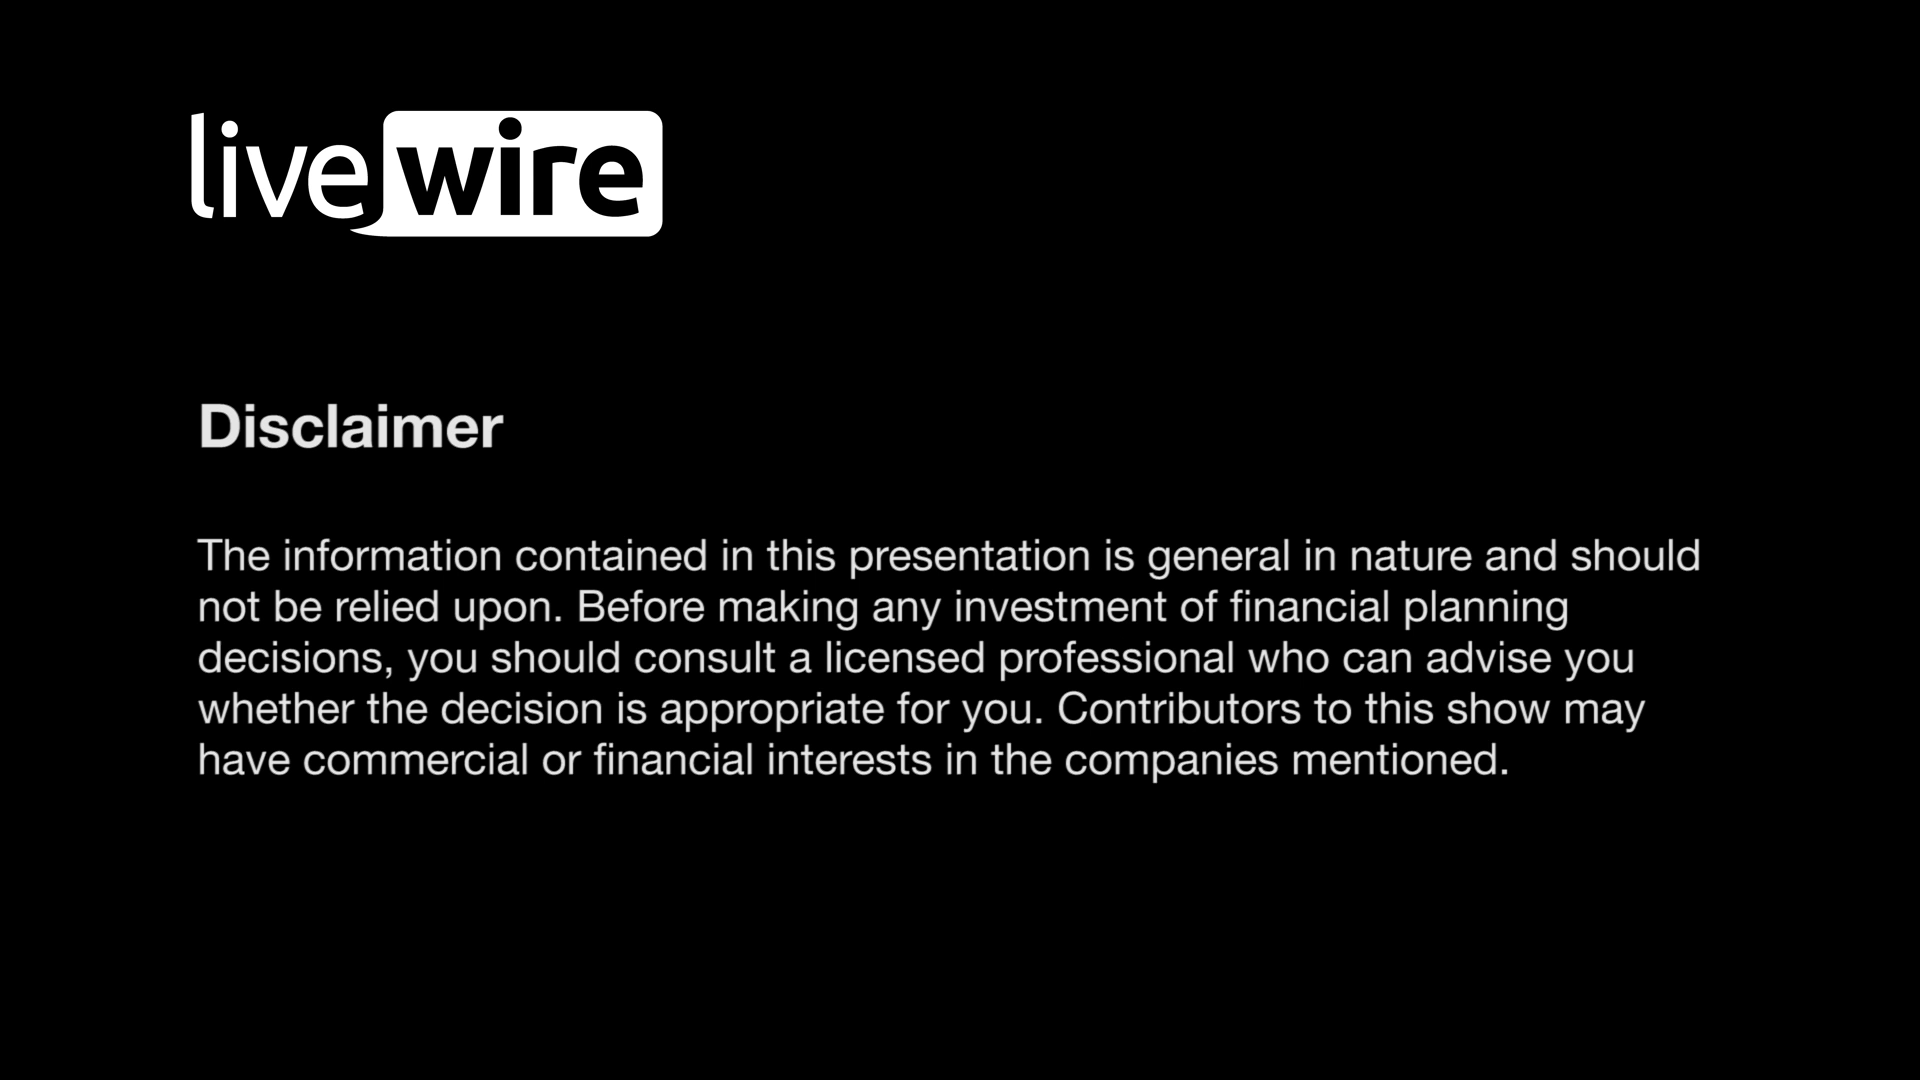 livewire
Disclaimer
The information contained in this presentation is general in nature and should
not be relied upon. Before making any investment of financial planning
decisions, you should consult a licensed professional who can advise you
whether the decision is appropriate for you. Contributors to this show may
have commercial or financial interests in the companies mentioned.